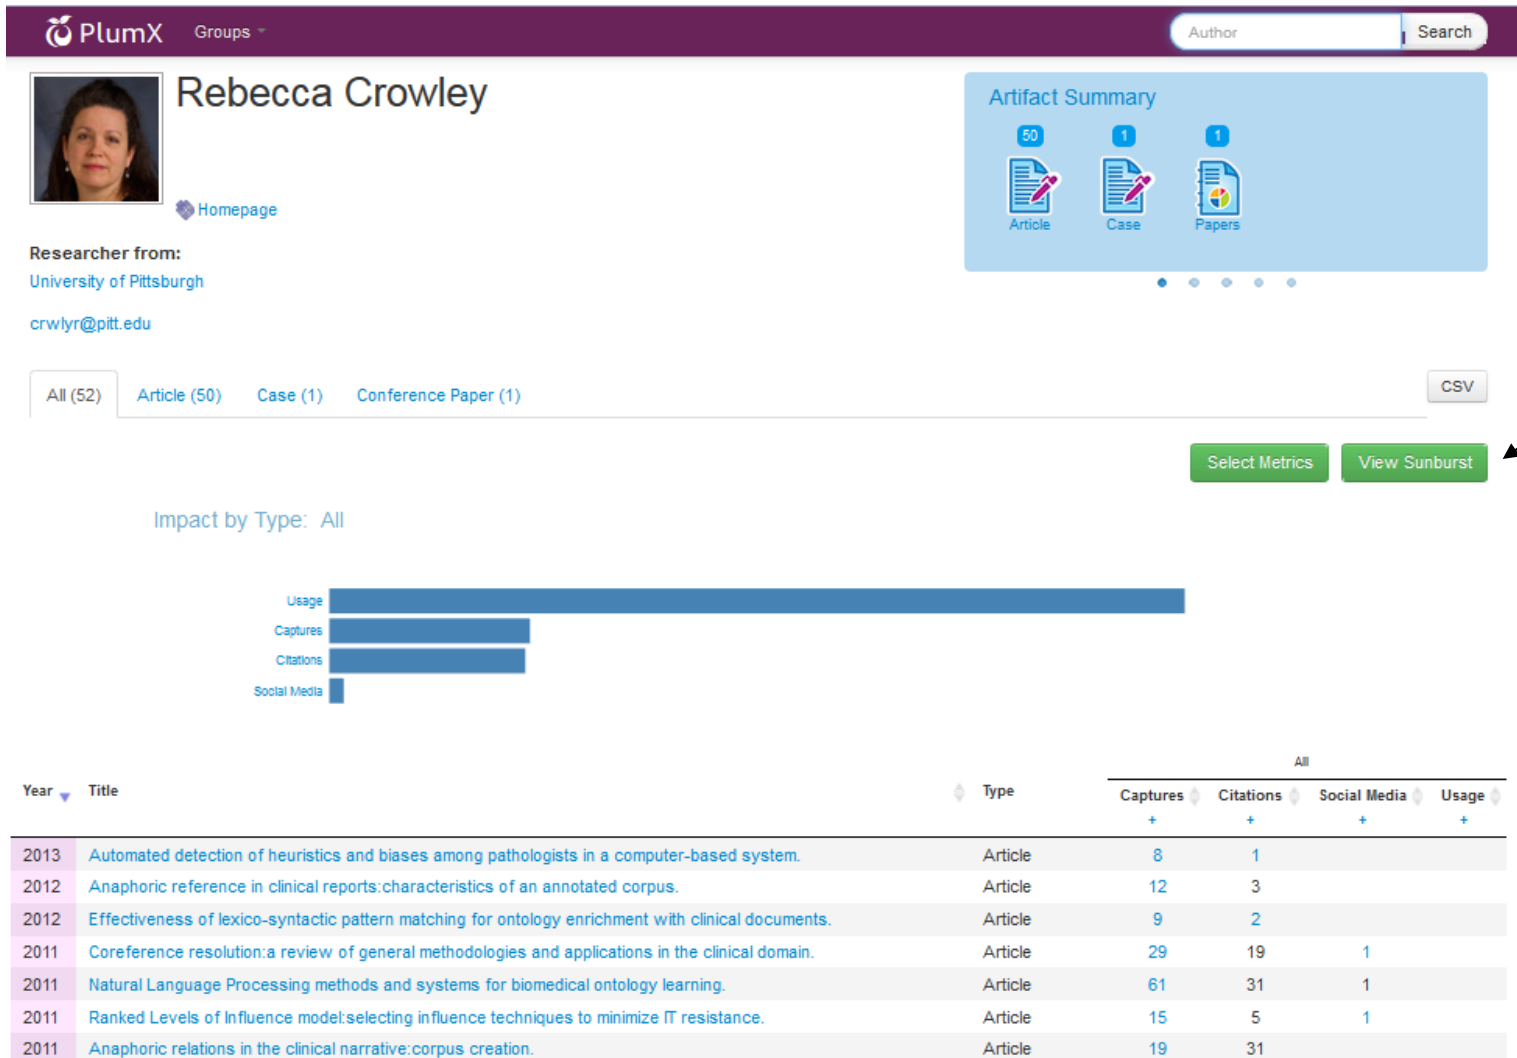 PlumX Groups Author Search
Rebecca Crowley
Homepage
Researcher from:
University of Pittsburgh
crwlyr@pitt.edu
Artifact Summary
50 1 1
Article Case Papers
All (52) Article (50) Case (1) Conference Paper (1) CSV
Select Metrics View Sunburst
Impact by Type: All
Usage
Captures
Citations
Social Media
All
Year Title Type Captures Citations Social Media Usage
+ + + +
2013 Automated detection of heuristics and biases among pathologists in a computer-based system. Article 8 1
2012 Anaphoric reference in clinical reports:characteristics of an annotated corpus. Article 12 3
2012 Effectiveness of lexico-syntactic pattern matching for ontology enrichment with clinical documents. Article 9 2
2011 Coreference resolution:a review of general methodologies and applications in the clinical domain. Article 29 19 1
2011 Natural Language Processing methods and systems for biomedical ontology learning. Article 61 31 1
2011 Ranked Levels of Influence model:selecting influence techniques to minimize IT resistance. Article 15 5 1
2011 Anaphoric relations in the clinical narrative:corpus creation. Article 19 31